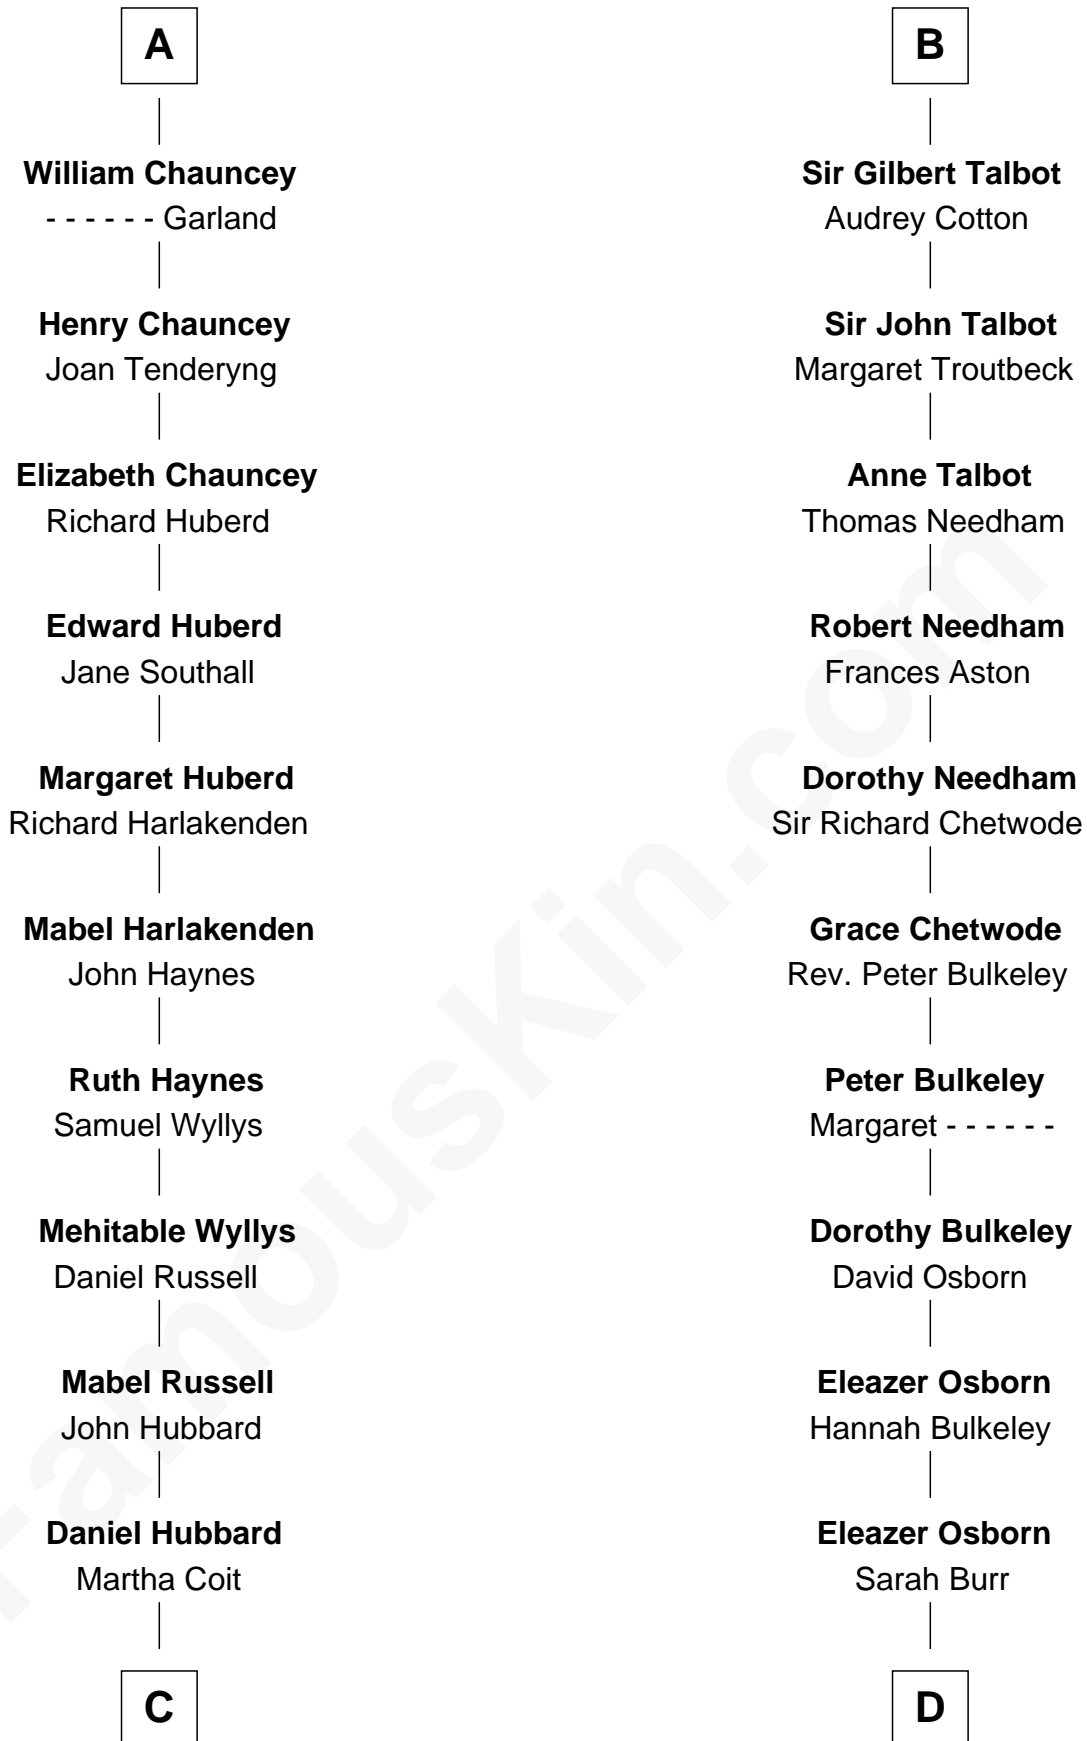 A
William Chauncey
- - - - - - Garland
Henry Chauncey
Joan Tenderyng
Elizabeth Chauncey
Richard Huberd
Edward Huberd
Jane Southall
Margaret Huberd
Richard Harlakenden
Mabel Harlakenden
John Haynes
Ruth Haynes
Samuel Wyllys
Mehitable Wyllys
Daniel Russell
Mabel Russell
John Hubbard
Daniel Hubbard
Martha Coit
C
B
Sir Gilbert Talbot
Audrey Cotton
Sir John Talbot
Margaret Troutbeck
Anne Talbot
Thomas Needham
Robert Needham
Frances Aston
Dorothy Needham
Sir Richard Chetwode
Grace Chetwode
Rev. Peter Bulkeley
Peter Bulkeley
Margaret - - - - - -
Dorothy Bulkeley
David Osborn
Eleazer Osborn
Hannah Bulkeley
Eleazer Osborn
Sarah Burr
D
FamousKin.com